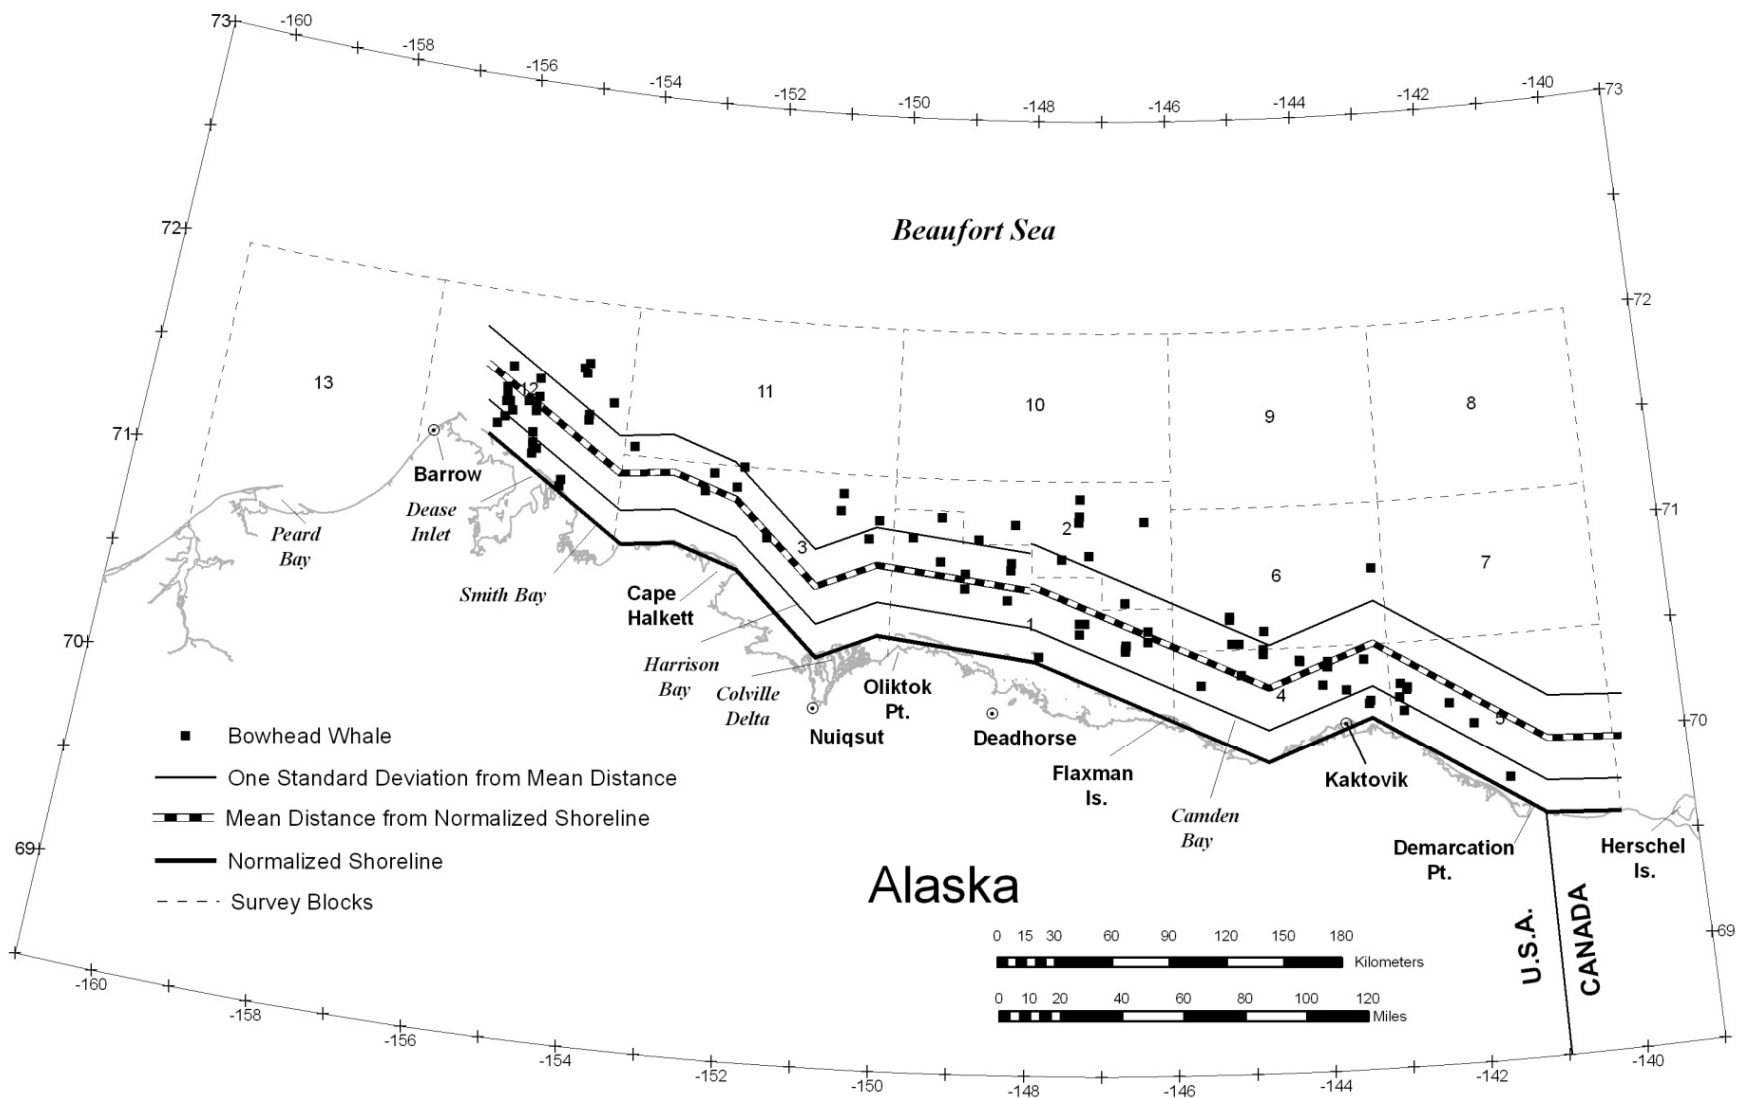 73
-160
-158
-156
-154
-152
-150
-148
-146
-144
-142
-140
73
Beaufort Sea
72
72
13
12
11
10
9
8
71
71
2
3
6
7
Barrow
Dease
Inlet
Peard
Bay
Smith Bay
Cape
Halkett
1
70
70
Harrison
Bay
Colville
Delta
Oliktok
Pt.
4
5
Nuiqsut
Deadhorse
Flaxman
Is.
Kaktovik
Camden
Bay
Demarcation
Pt.
Herschel
Is.
Bowhead Whale
One Standard Deviation from Mean Distance
Mean Distance from Normalized Shoreline
Normalized Shoreline
Survey Blocks
69
69
Alaska
U.S.A.
CANADA
0 15 30 60 90 120 150 180
Kilometers
0 10 20 40 60 80 100 120
Miles
-160
-158
-156
-154
-152
-150
-148
-146
-144
-142
-140